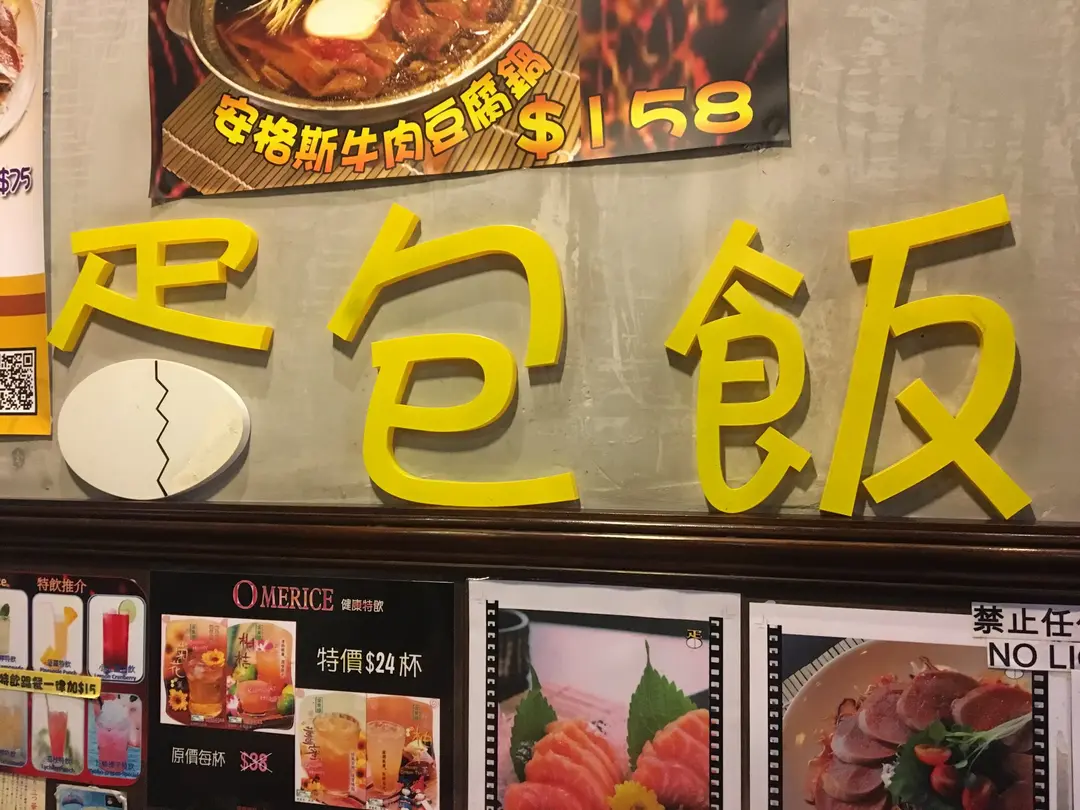 安格斯牛肉豆腐鍋
$158
$75
包飯
特飲推介
特飲跟餐一律加$15
OMERICE 健康特飲
特價$24杯
原價每杯 $38
禁止任
NO LI